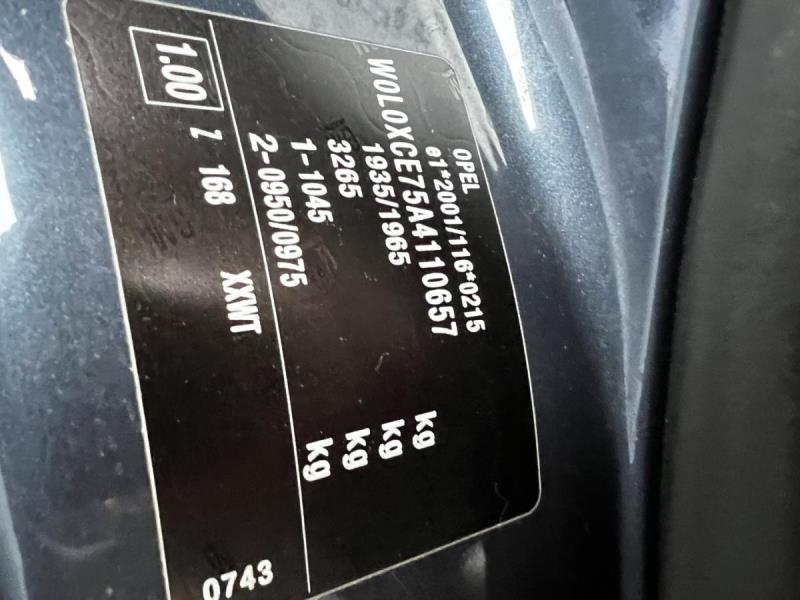 OPEL
e1*2001/116*0215
W0L0XCE75A4110657
1935/1965 kg
3265 kg
1-1045 kg
2-0950/0975 kg
1.00 Z 168 XXWT 0743